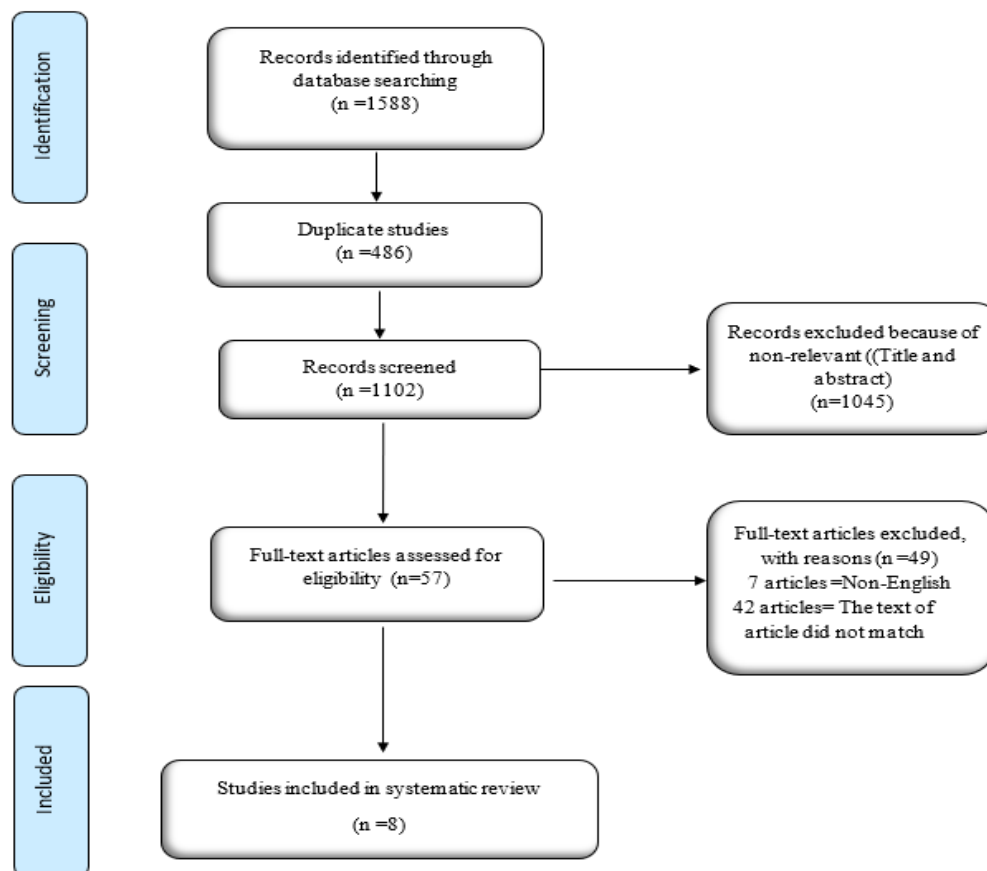 Identification
Records identified through
database searching
(n =1588)
Duplicate studies
(n =486)
Screening
Records screened
(n =1102)
Records excluded because of
non-relevant ((Title and
abstract)
(n=1045)
Eligibility
Full-text articles assessed for
eligibility (n=57)
Full-text articles excluded,
with reasons (n =49)
7 articles =Non-English
42 articles= The text of
article did not match
Included
Studies included in systematic review
(n =8)